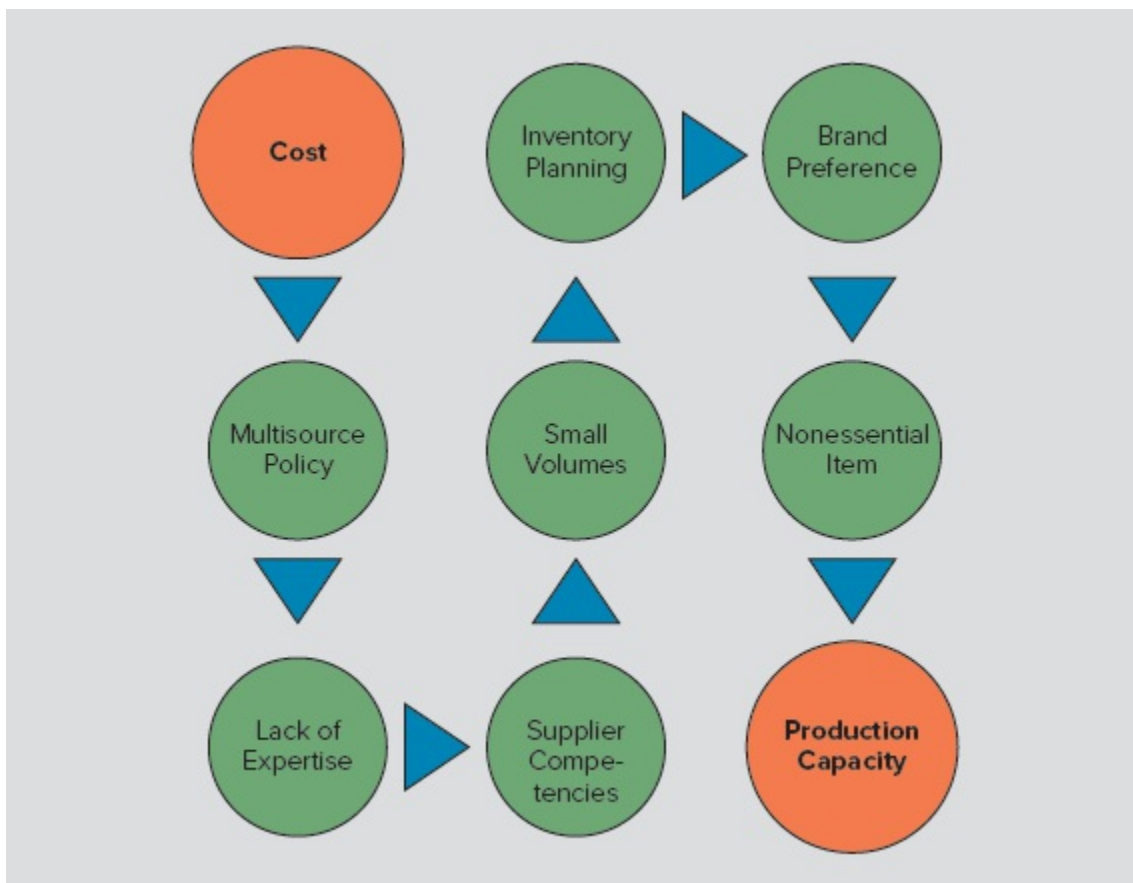 Cost
Multisource
Policy
Lack of
Expertise
Supplier
Compe-
tencies
Small
Volumes
Inventory
Planning
Brand
Preference
Nonessential
Item
Production
Capacity